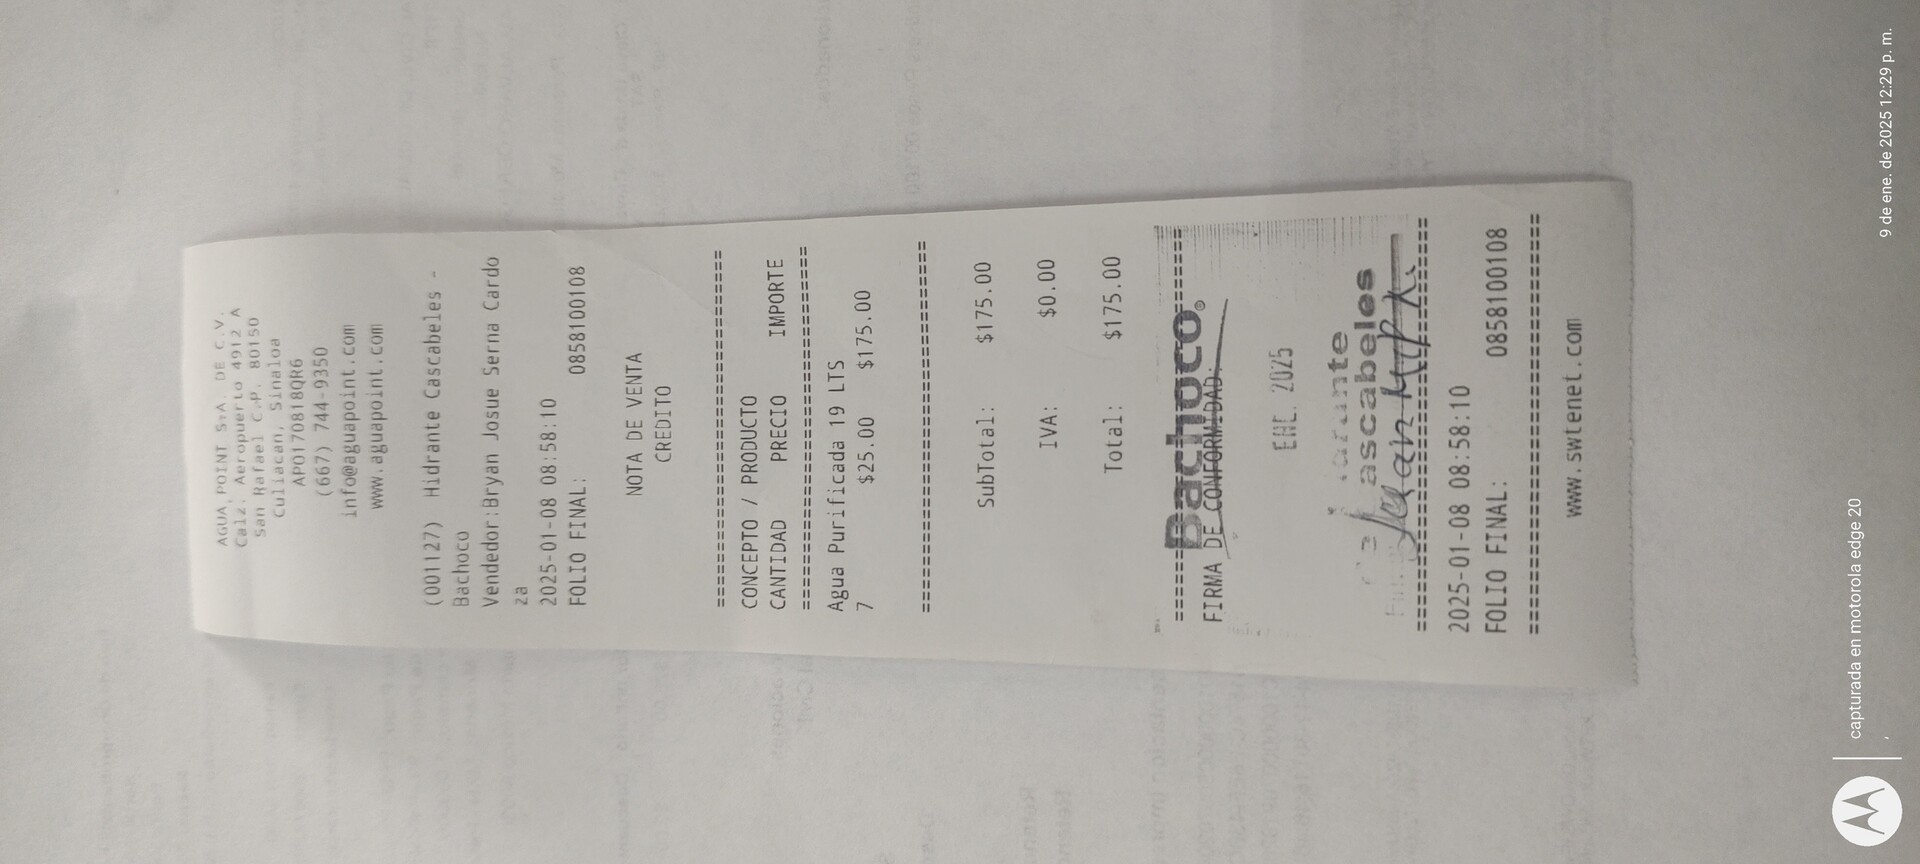 AGUA POINT S.A. DE C.V.
Calz. Aeropuerto 4912 A
San Rafael C.P. 80150
Culiacan, Sinaloa
APO170818QR6
(667) 744-9350
info@aguapoint.com
www.aguapoint.com
(001127) Hidrante Cascabeles -
Bachoco
Vendedor:Bryan Josue Serna Cardo
za
2025-01-08 08:58:10
FOLIO FINAL: 0858100108
NOTA DE VENTA
CREDITO
CONCEPTO / PRODUCTO
CANTIDAD PRECIO IMPORTE
Agua Purificada 19 LTS
7 $25.00 $175.00
SubTotal: $175.00
IVA: $0.00
Total: $175.00
Bachoco®
FIRMA DE CONFORMIDAD:
ENE. 2025
ascabeles
2025-01-08 08:58:10
FOLIO FINAL: 0858100108
www.swtenet.com
capturada en motorola edge 20
9 de ene. de 2025 12:29 p. m.